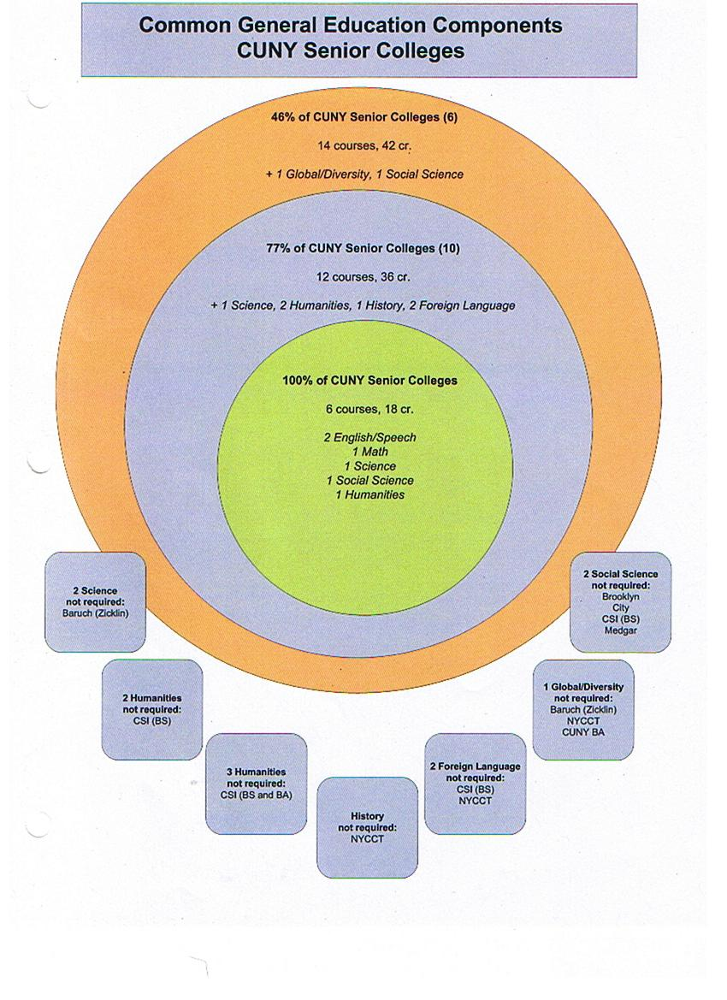 Common General Education Components
CUNY Senior Colleges
46% of CUNY Senior Colleges (6)
14 courses, 42 cr.
+ 1 Global/Diversity, 1 Social Science
77% of CUNY Senior Colleges (10)
12 courses, 36 cr.
+ 1 Science, 2 Humanities, 1 History, 2 Foreign Language
100% of CUNY Senior Colleges
6 courses, 18 cr.
2 English/Speech
1 Math
1 Science
1 Social Science
1 Humanities
2 Science
not required:
Baruch (Zicklin)
2 Humanities
not required:
CSI (BS)
3 Humanities
not required:
CSI (BS and BA)
History
not required:
NYCCT
2 Foreign Language
not required:
CSI (BS)
NYCCT
1 Global/Diversity
not required:
Baruch (Zicklin)
NYCCT
CUNY BA
2 Social Science
not required:
Brooklyn
City
CSI (BS)
Medgar